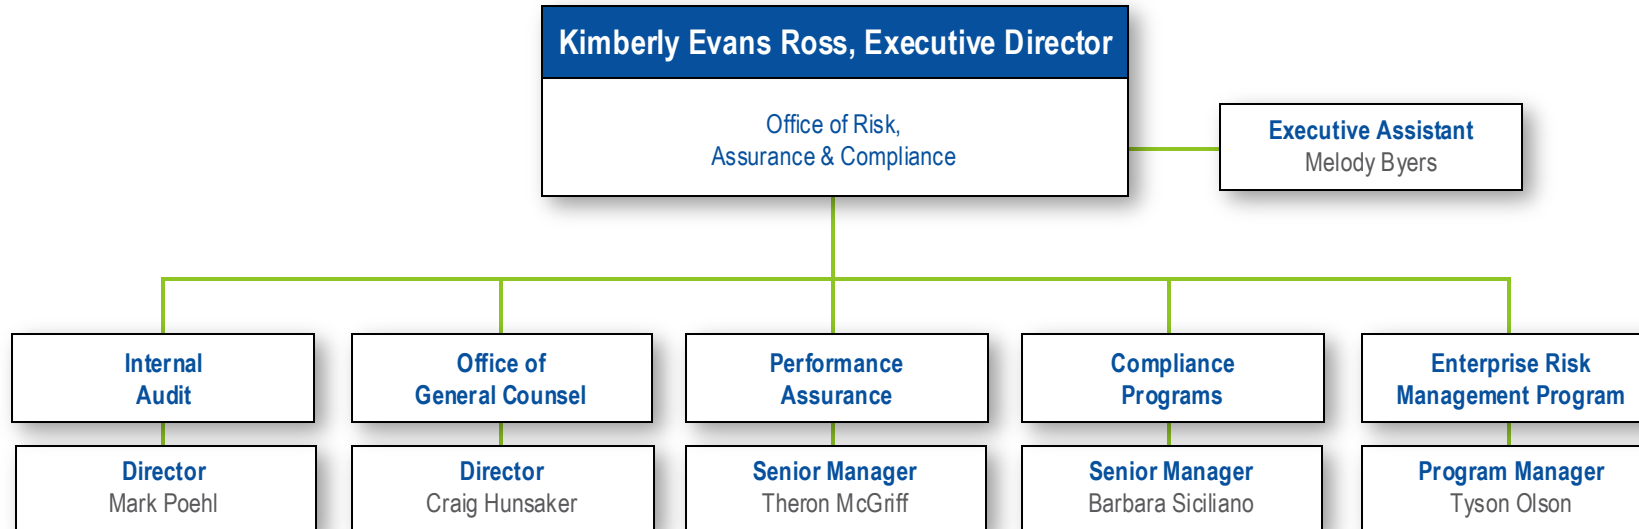 Kimberly Evans Ross, Executive Director
Office of Risk,
Assurance & Compliance
Executive Assistant
Melody Byers
Internal
Audit
Office of
General Counsel
Performance
Assurance
Compliance
Programs
Enterprise Risk
Management Program
Director
Mark Poehl
Director
Craig Hunsaker
Senior Manager
Theron McGriff
Senior Manager
Barbara Siciliano
Program Manager
Tyson Olson